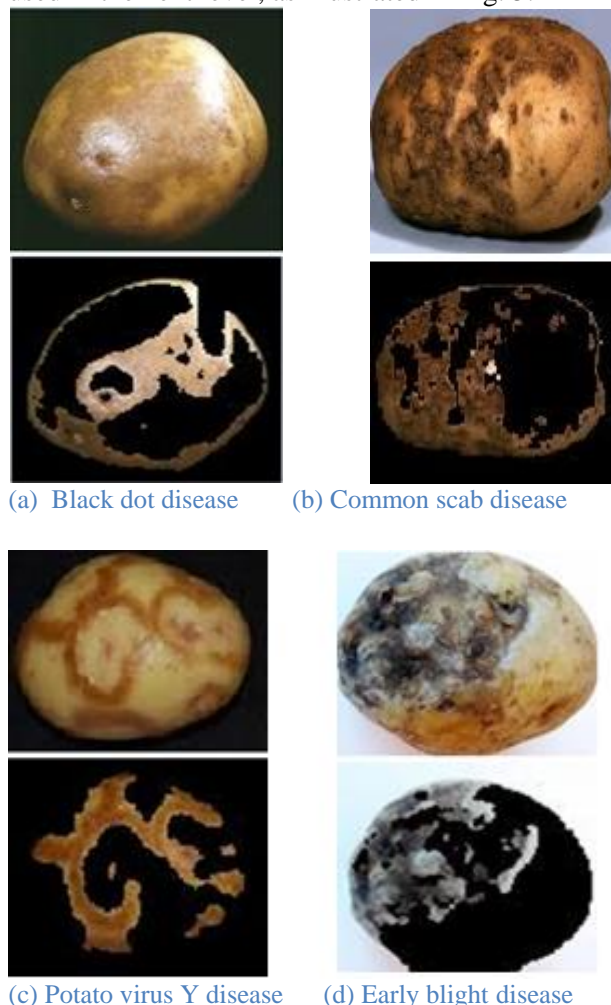 (a) Black dot disease (b) Common scab disease
(c) Potato virus Y disease (d) Early blight disease